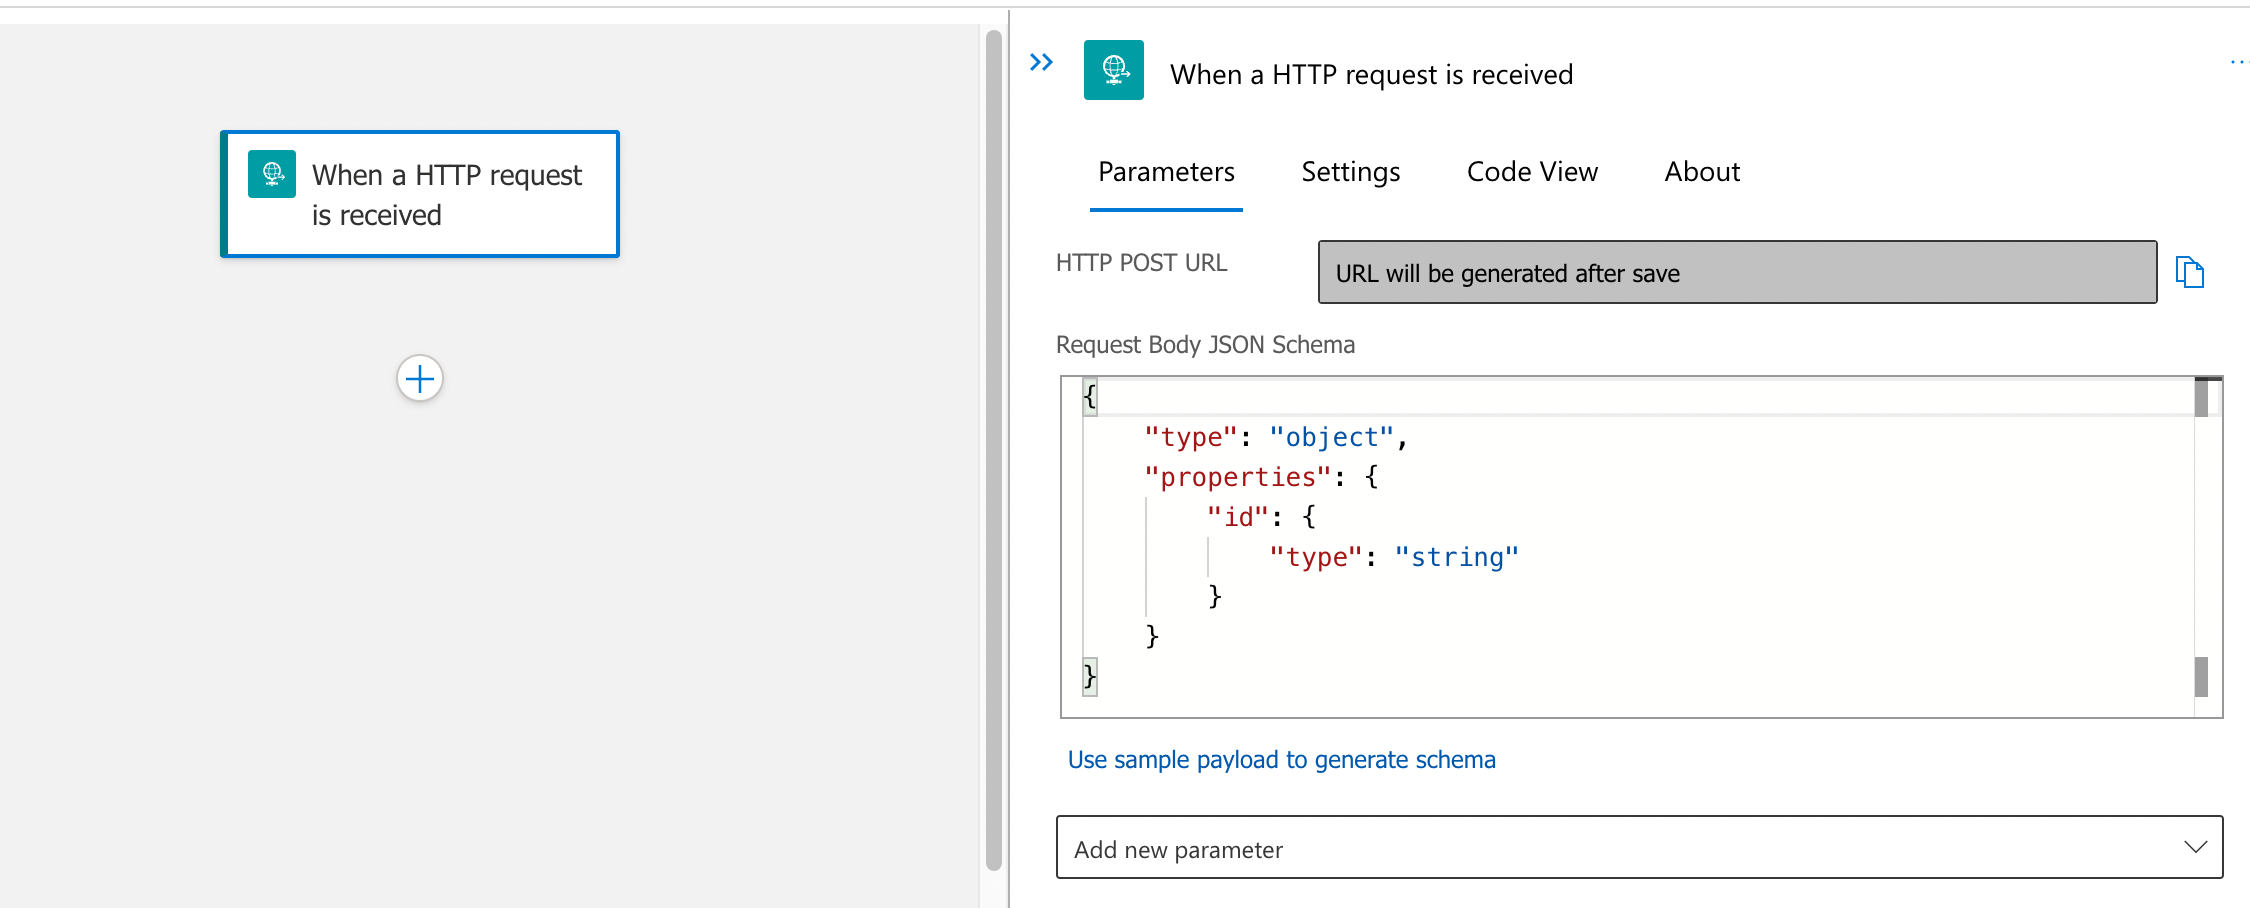 When a HTTP request
is received
When a HTTP request is received
Parameters Settings Code View About
HTTP POST URL
URL will be generated after save
Request Body JSON Schema
{
    "type": "object",
    "properties": {
        "id": {
            "type": "string"
        }
    }
}
Use sample payload to generate schema
Add new parameter